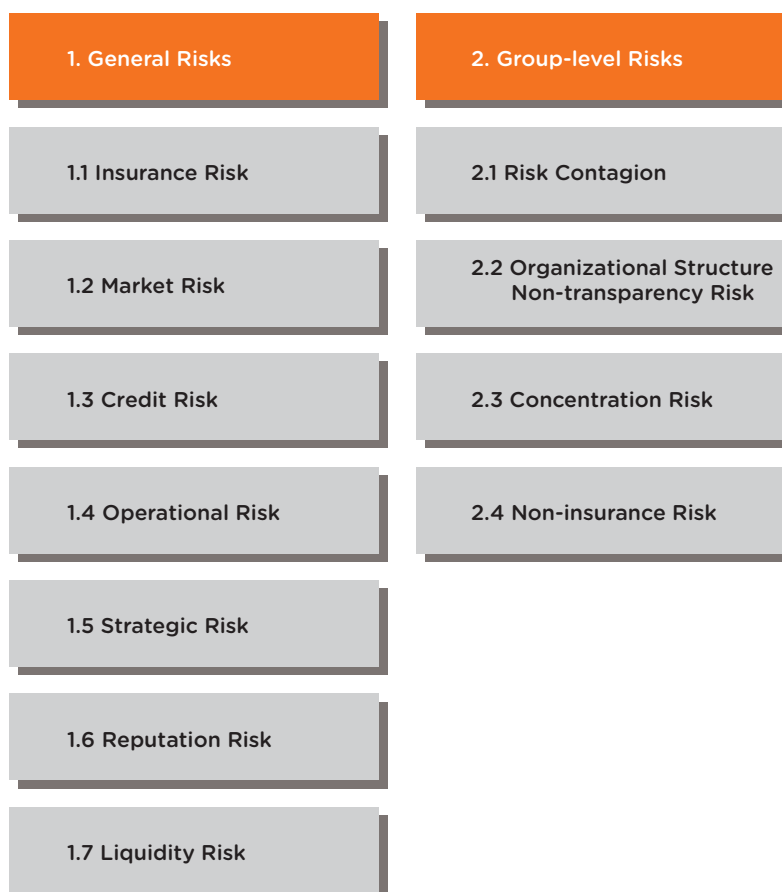 1. General Risks
1.1 Insurance Risk
1.2 Market Risk
1.3 Credit Risk
1.4 Operational Risk
1.5 Strategic Risk
1.6 Reputation Risk
1.7 Liquidity Risk
2. Group-level Risks
2.1 Risk Contagion
2.2 Organizational Structure
Non-transparency Risk
2.3 Concentration Risk
2.4 Non-insurance Risk